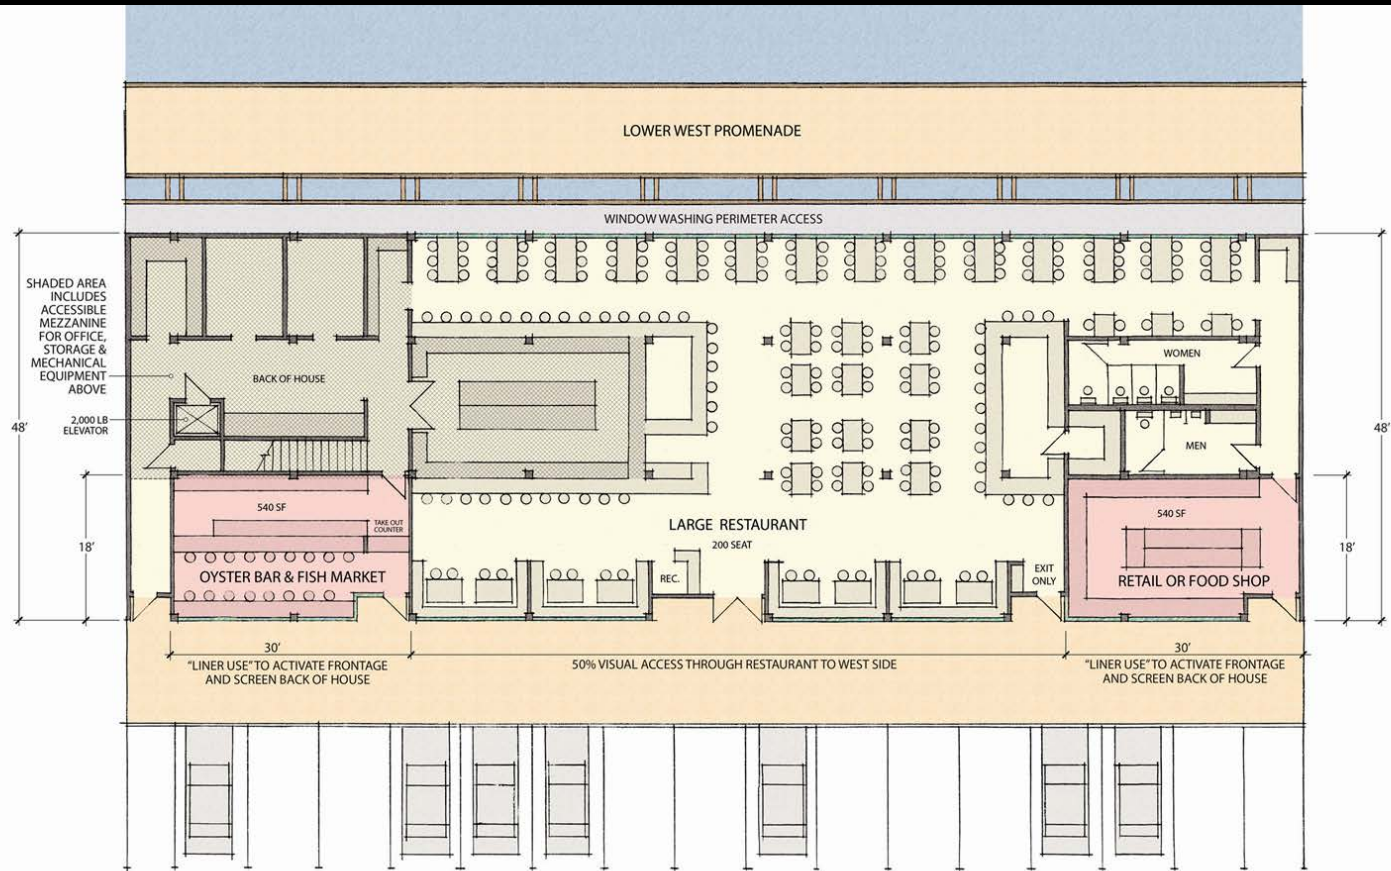 LOWER WEST PROMENADE
WINDOW WASHING PERIMETER ACCESS
SHADED AREA
INCLUDES
ACCESSIBLE
MEZZANINE
FOR OFFICE,
STORAGE &
MECHANICAL
EQUIPMENT
ABOVE
BACK OF HOUSE
2,000 LB
ELEVATOR
48'
48'
WOMEN
MEN
18'
18'
540 SF
TAKE OUT
COUNTER
OYSTER BAR & FISH MARKET
LARGE RESTAURANT
200 SEAT
REC.
EXIT
ONLY
540 SF
RETAIL OR FOOD SHOP
30'
"LINER USE" TO ACTIVATE FRONTAGE
AND SCREEN BACK OF HOUSE
50% VISUAL ACCESS THROUGH RESTAURANT TO WEST SIDE
30'
"LINER USE" TO ACTIVATE FRONTAGE
AND SCREEN BACK OF HOUSE